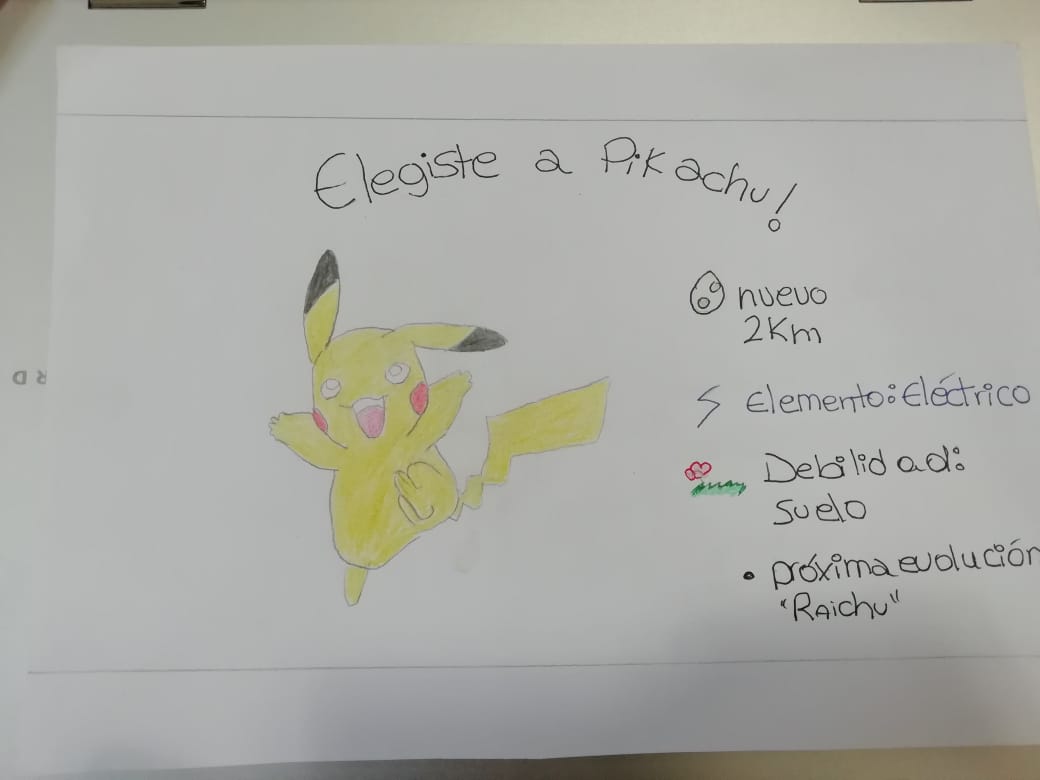 Elegiste a Pikachu!
nuevo
2Km
Elemento: Eléctrico
Debilidad:
Suelo
• próxima evolución
"RAichu"